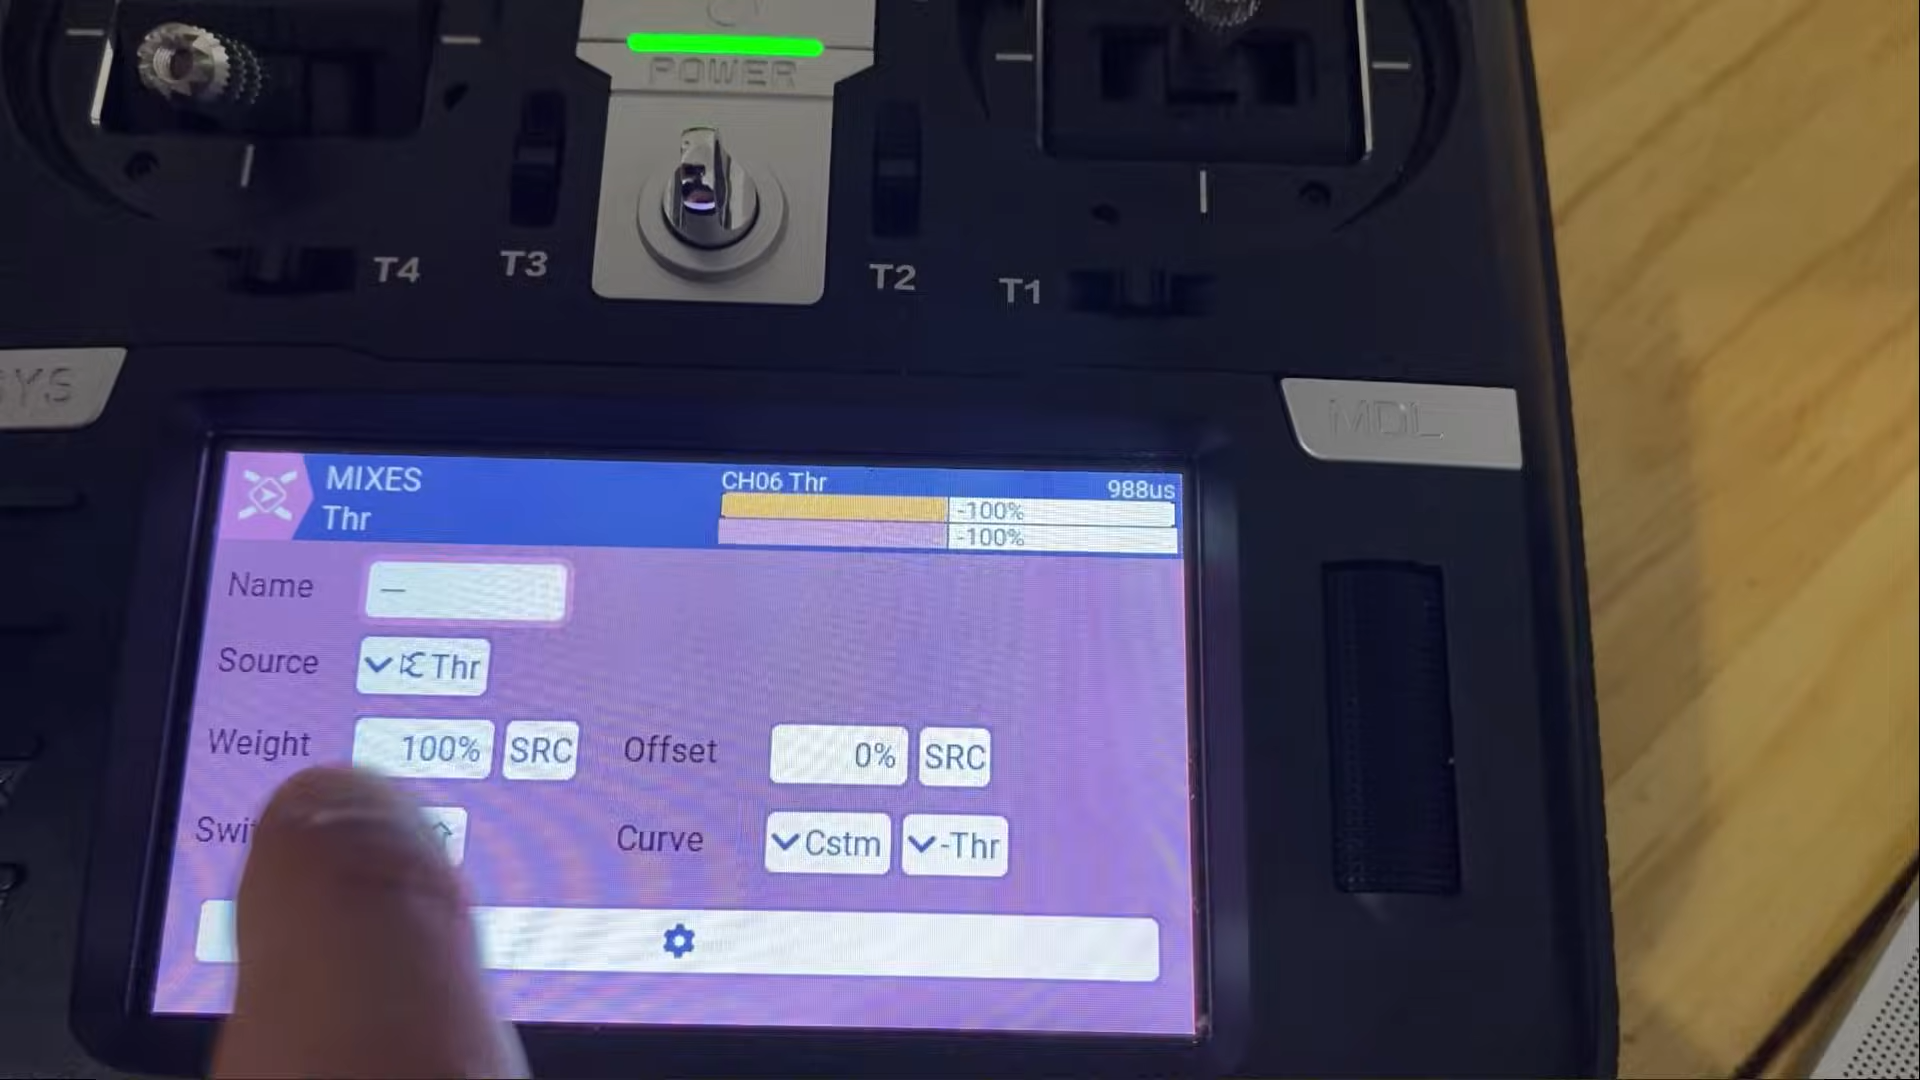 POWER
T4
T3
T2
T1
SYS
MDL
MIXES
Thr
CH06 Thr
988us
-100%
-100%
Name
—
Source
Thr
Weight
100%
SRC
Offset
0%
SRC
Swi
Curve
Cstm
-Thr